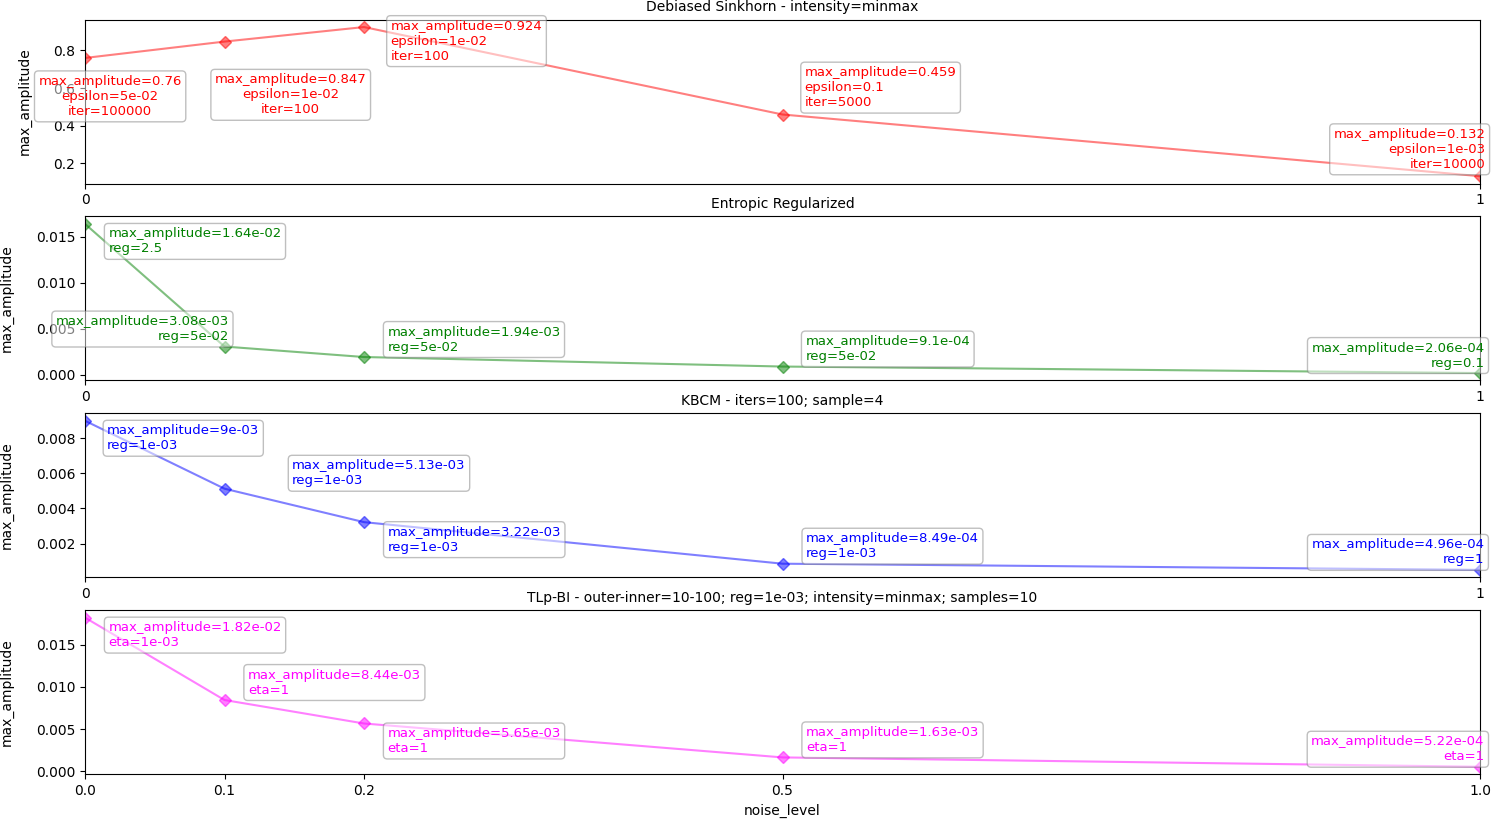 Debiased Sinkhorn - intensity=minmax
max_amplitude
0.8
0.6
0.4
0.2
max_amplitude=0.76
epsilon=5e-02
iter=100000
max_amplitude=0.847
epsilon=1e-02
iter=100
max_amplitude=0.924
epsilon=1e-02
iter=100
max_amplitude=0.459
epsilon=0.1
iter=5000
max_amplitude=0.132
epsilon=1e-03
iter=10000
0
1
Entropic Regularized
max_amplitude
0.015
0.010
0.005
0.000
max_amplitude=1.64e-02
reg=2.5
max_amplitude=3.08e-03
reg=5e-02
max_amplitude=1.94e-03
reg=5e-02
max_amplitude=9.1e-04
reg=5e-02
max_amplitude=2.06e-04
reg=0.1
0
1
KBCM - iters=100; sample=4
max_amplitude
0.008
0.006
0.004
0.002
max_amplitude=9e-03
reg=1e-03
max_amplitude=5.13e-03
reg=1e-03
max_amplitude=3.22e-03
reg=1e-03
max_amplitude=8.49e-04
reg=1e-03
max_amplitude=4.96e-04
reg=1
0
1
TLp-BI - outer-inner=10-100; reg=1e-03; intensity=minmax; samples=10
max_amplitude
0.015
0.010
0.005
0.000
max_amplitude=1.82e-02
eta=1e-03
max_amplitude=8.44e-03
eta=1
max_amplitude=5.65e-03
eta=1
max_amplitude=1.63e-03
eta=1
max_amplitude=5.22e-04
eta=1
0.0
0.1
0.2
0.5
1.0
noise_level